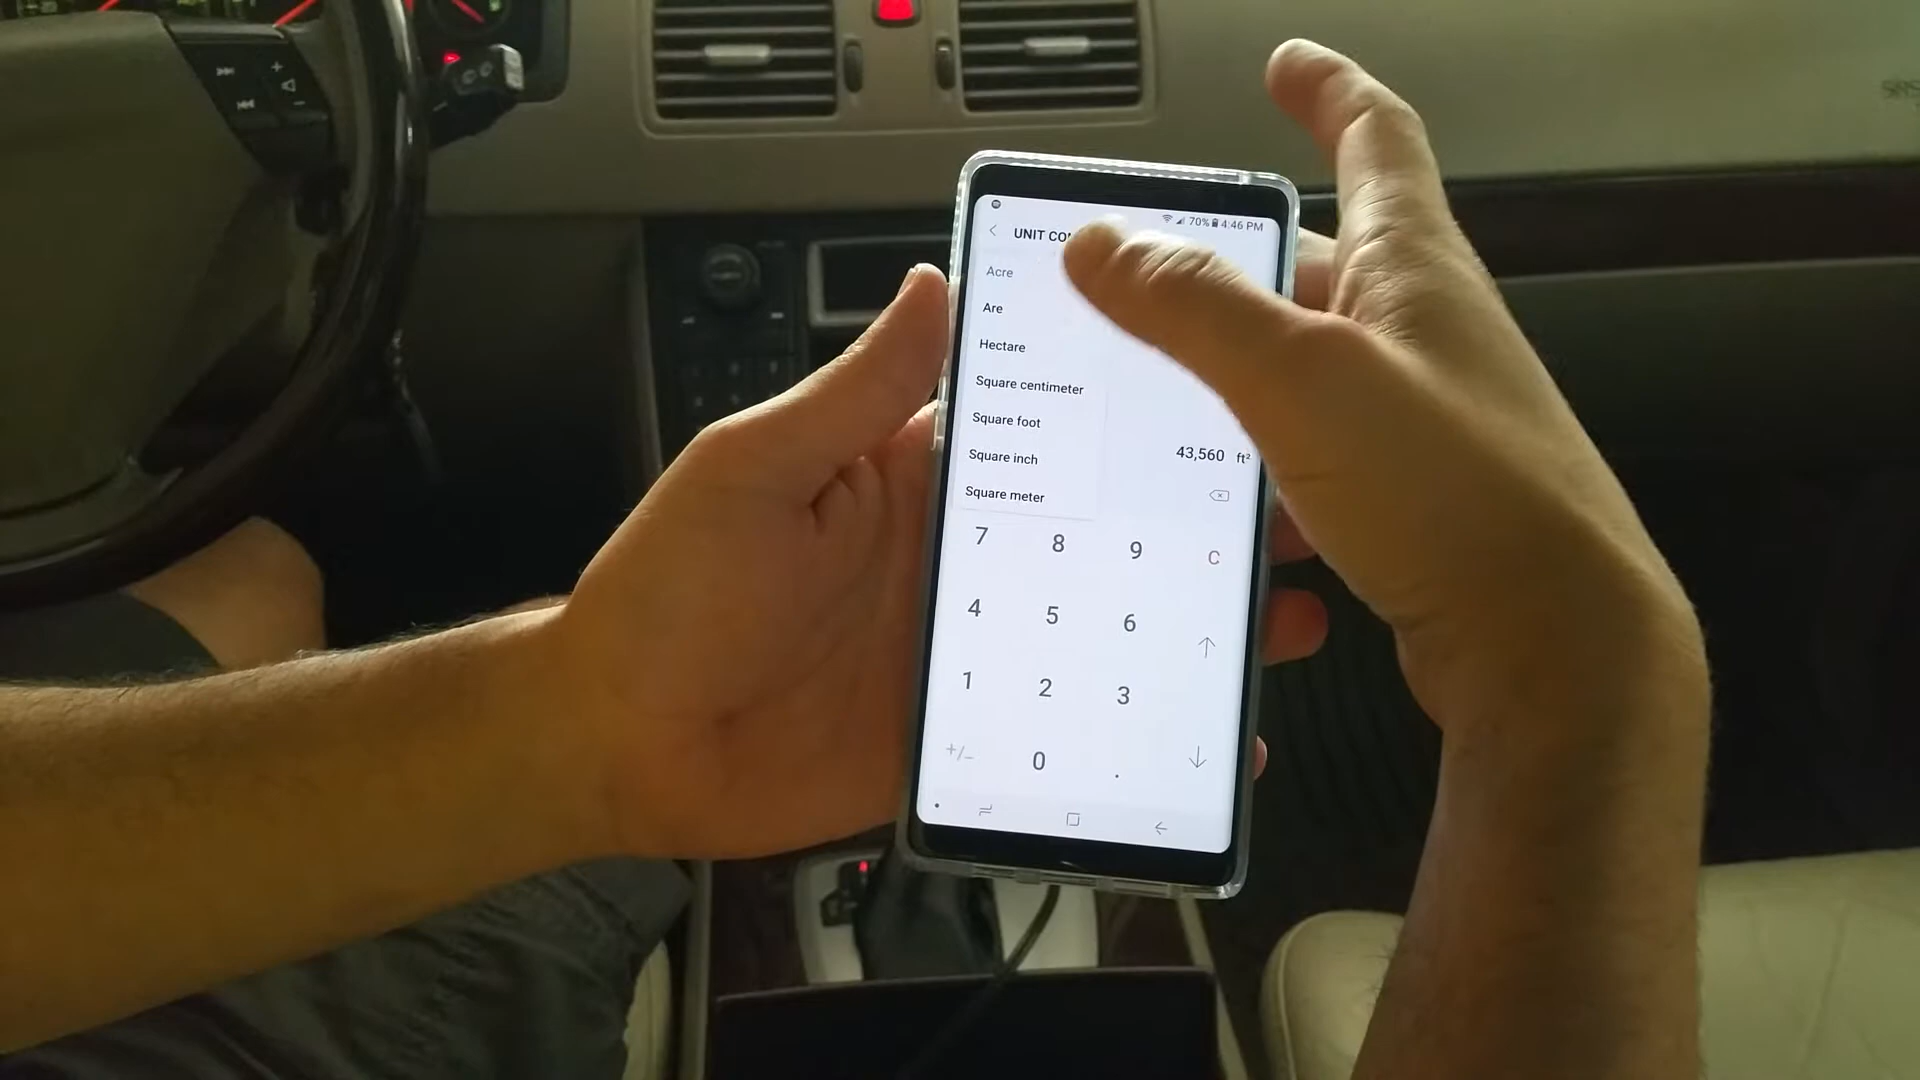 70% 4:46 PM
UNIT CO
Acre
Are
Hectare
Square centimeter
Square foot
Square inch
Square meter
43,560 ft²
7 8 9 C
4 5 6
1 2 3
+/− 0 .